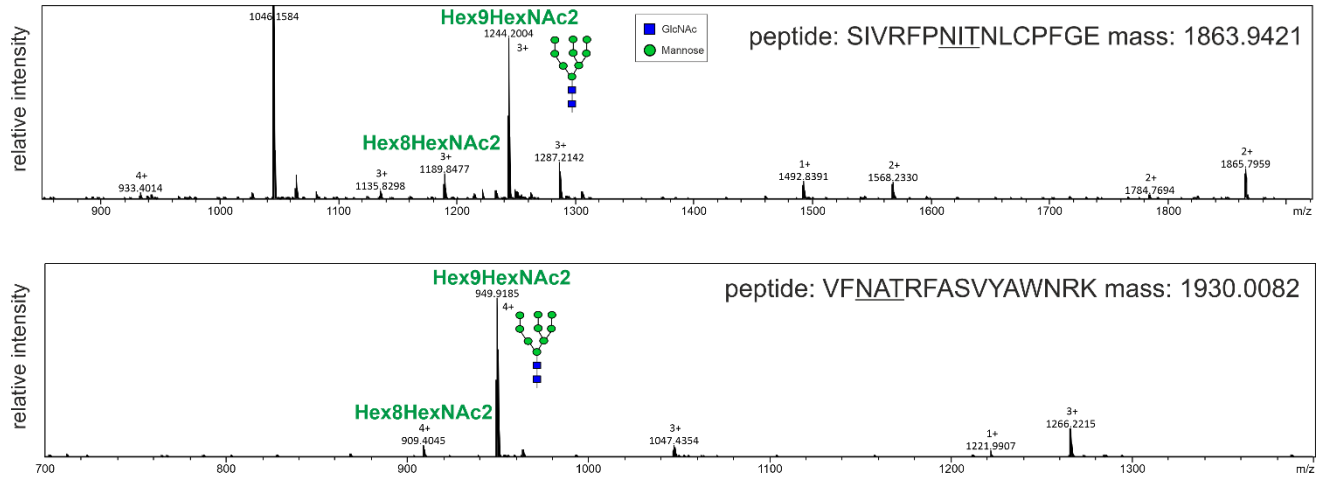 relative intensity
1046.1584
Hex9HexNAc2
1244.2004
3+
GlcNAc
Mannose
peptide: SIVRFPNITNLCPFGE mass: 1863.9421
Hex8HexNAc2
4+
933.4014
3+
1135.8298
3+
1189.8477
3+
1287.2142
1+
1492.8391
2+
1568.2330
2+
1784.7694
2+
1865.7959
900 1000 1100 1200 1300 1400 1500 1600 1700 1800 m/z
relative intensity
Hex9HexNAc2
949.9185
4+
peptide: VFNATRFASVYAWNRK mass: 1930.0082
Hex8HexNAc2
4+
909.4045
3+
1047.4354
1+
1221.9907
3+
1266.2215
700 800 900 1000 1100 1200 1300 m/z